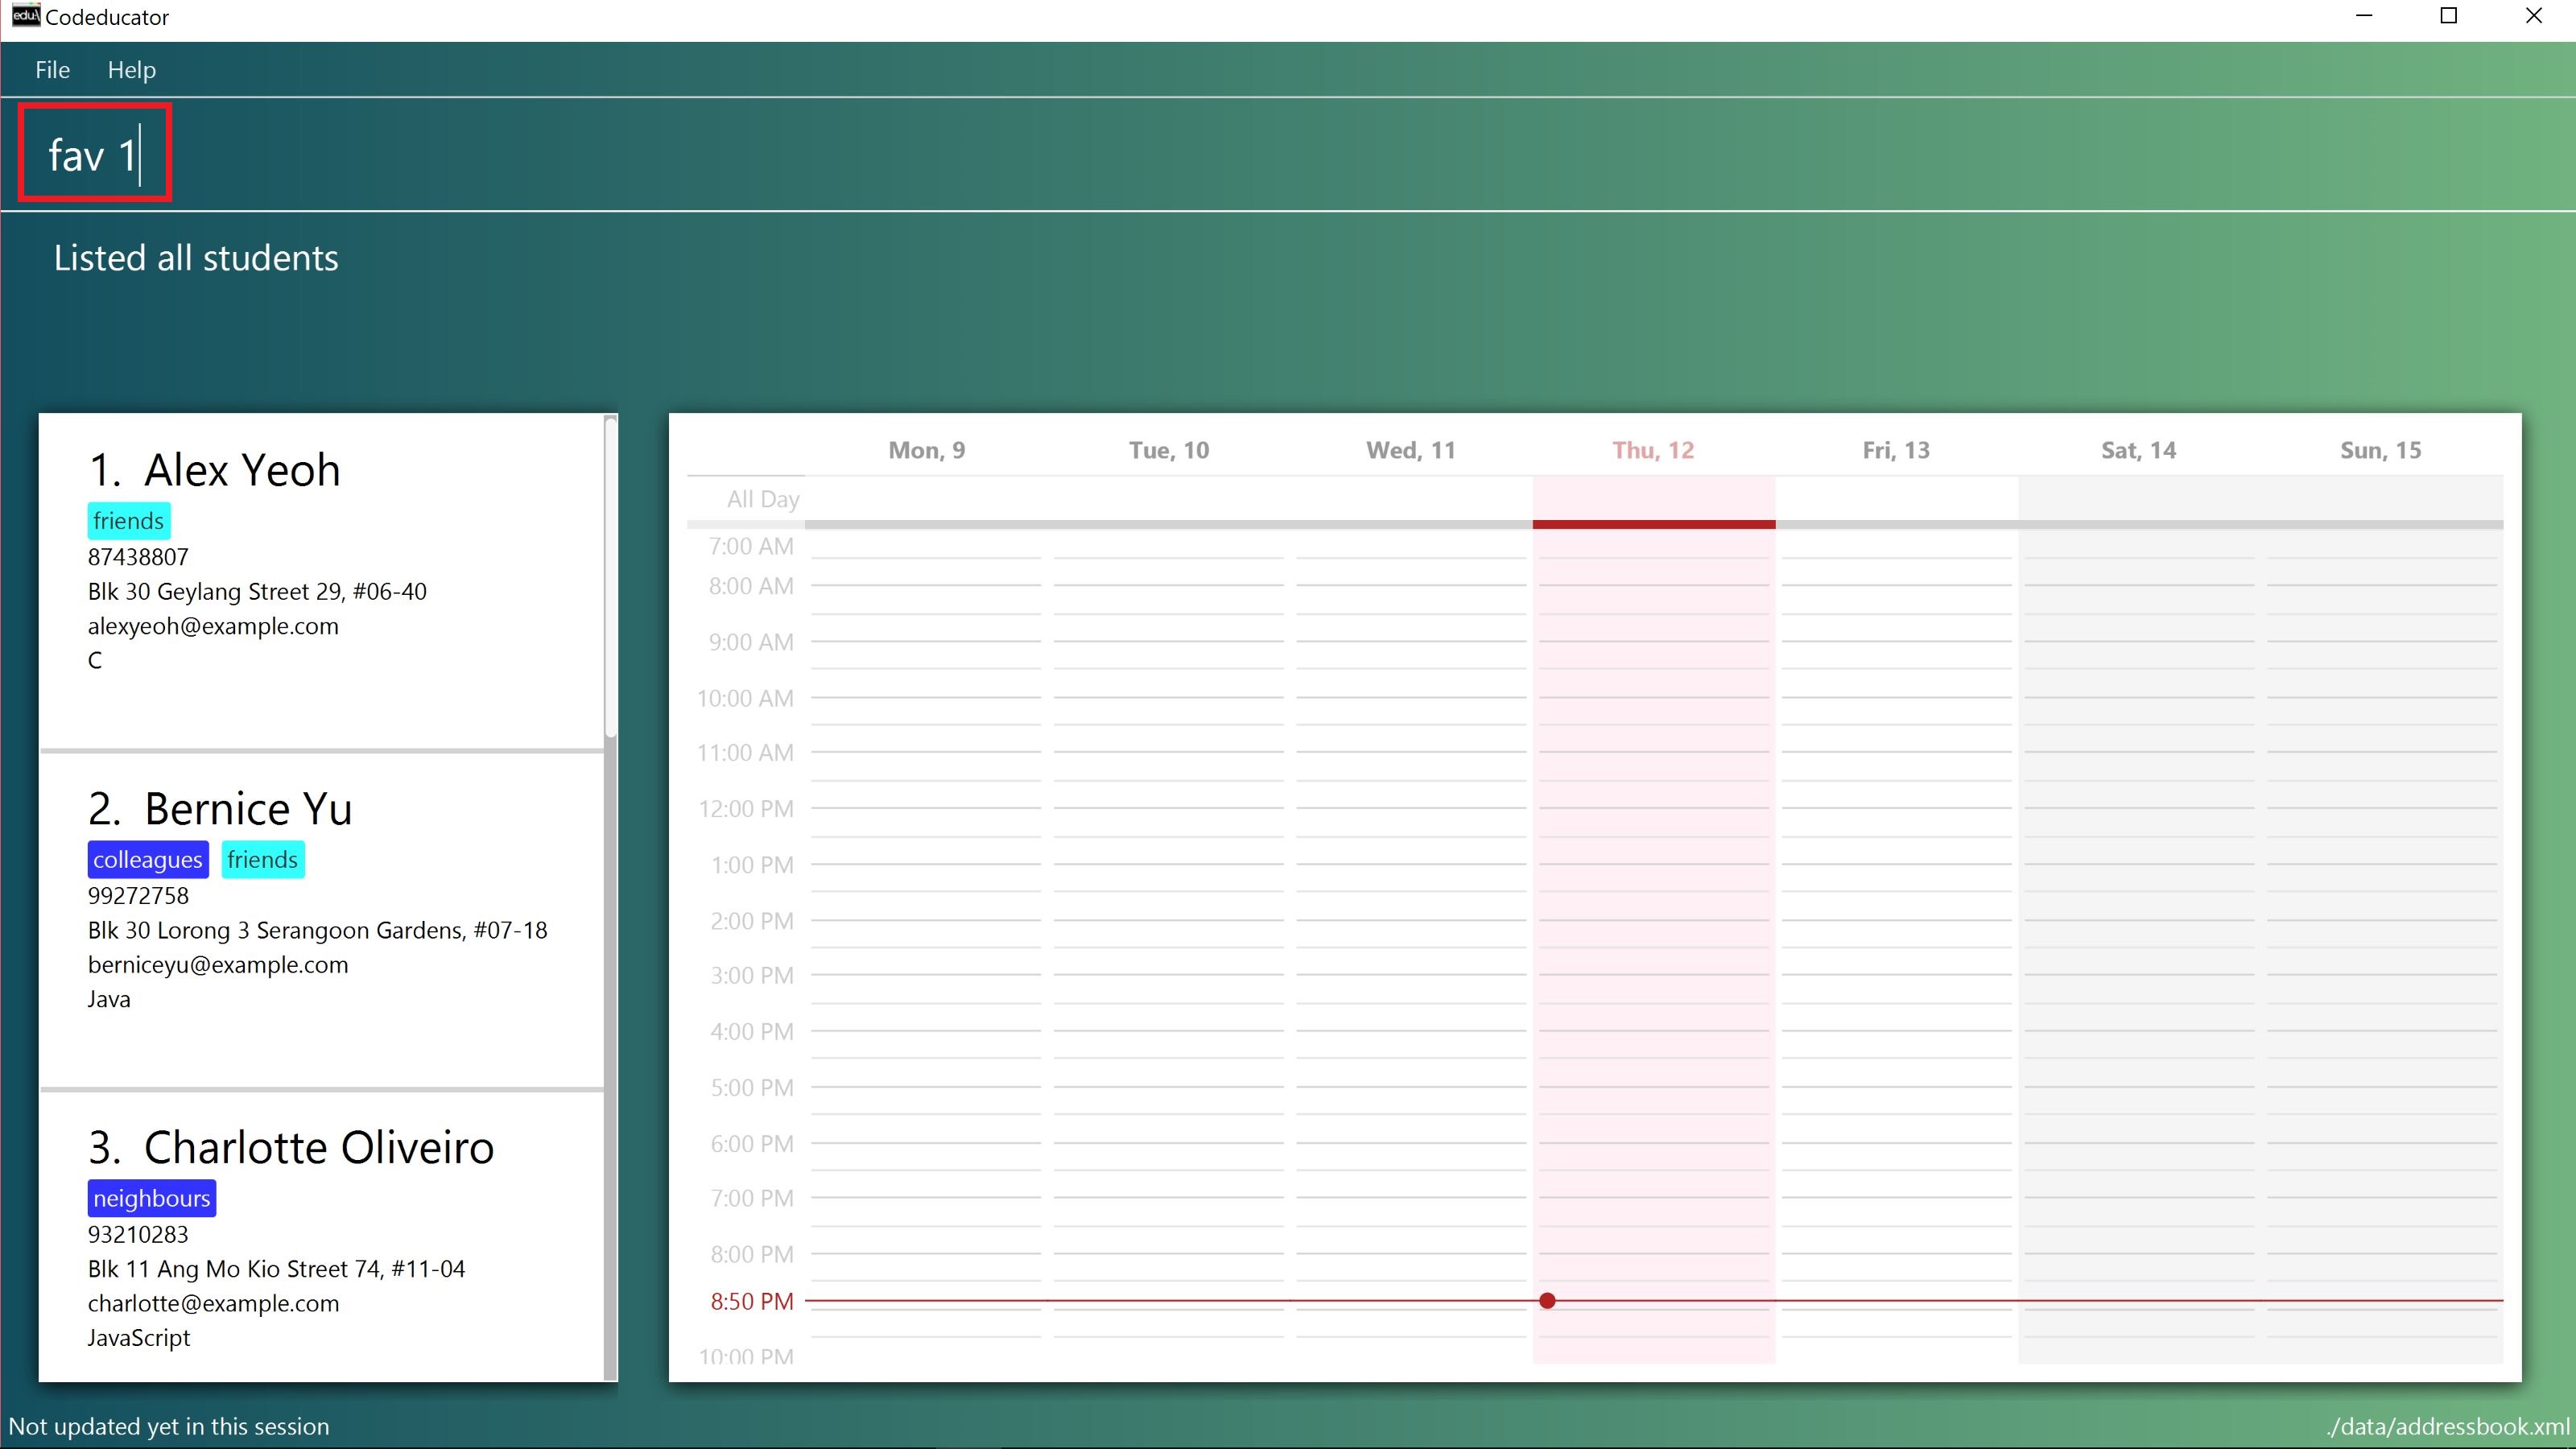 edu:\ Codeducator
File Help
fav 1
Listed all students
1. Alex Yeoh
friends
87438807
Blk 30 Geylang Street 29, #06-40
alexyeoh@example.com
C
2. Bernice Yu
colleagues friends
99272758
Blk 30 Lorong 3 Serangoon Gardens, #07-18
berniceyu@example.com
Java
3. Charlotte Oliveiro
neighbours
93210283
Blk 11 Ang Mo Kio Street 74, #11-04
charlotte@example.com
JavaScript
Mon, 9 Tue, 10 Wed, 11 Thu, 12 Fri, 13 Sat, 14 Sun, 15
All Day
7:00 AM
8:00 AM
9:00 AM
10:00 AM
11:00 AM
12:00 PM
1:00 PM
2:00 PM
3:00 PM
4:00 PM
5:00 PM
6:00 PM
7:00 PM
8:00 PM
8:50 PM
10:00 PM
Not updated yet in this session
./data/addressbook.xml